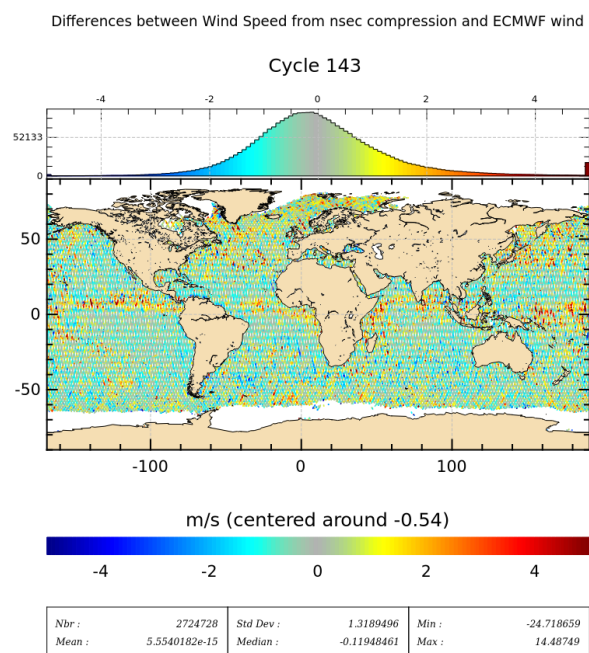 Differences between Wind Speed from nsec compression and ECMWF wind
Cycle 143
-4 -2 0 2 4
52133
0
50
0
-50
-100 0 100
m/s (centered around -0.54)
-4 -2 0 2 4
Nbr : 2724728 Std Dev : 1.3189496 Min : -24.718659
Mean : 5.5540182e-15 Median : -0.11948461 Max : 14.48749